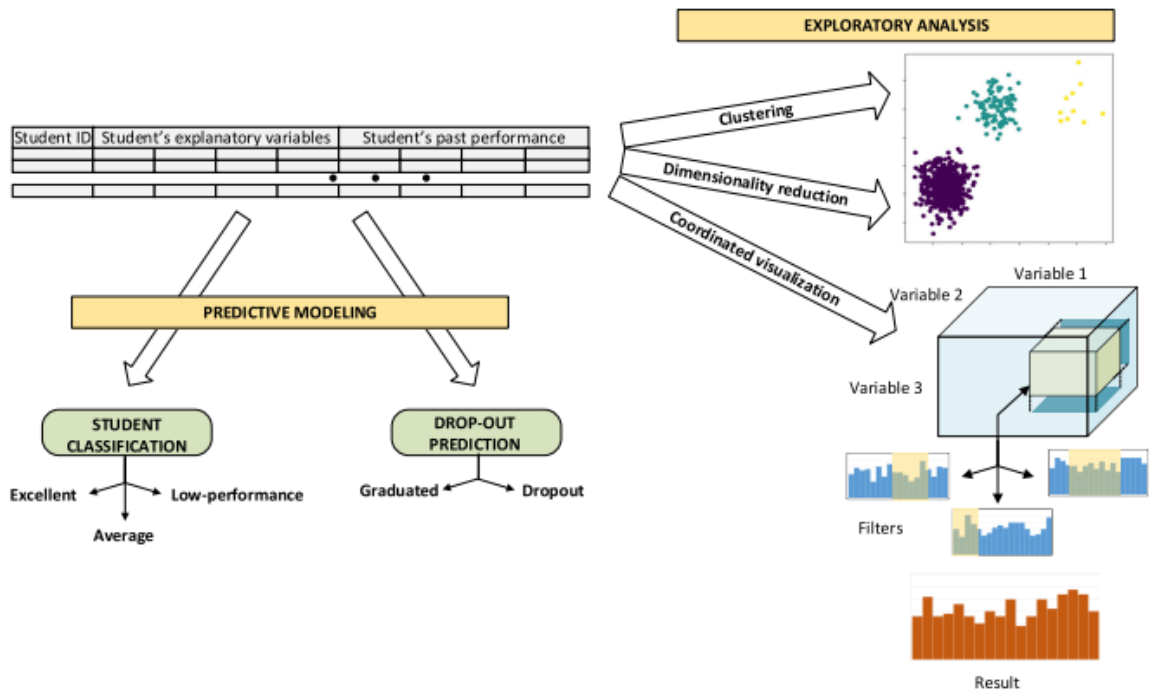 EXPLORATORY ANALYSIS
Student ID
Student's explanatory variables
Student's past performance
Clustering
Dimensionality reduction
Coordinated visualization
PREDICTIVE MODELING
STUDENT
CLASSIFICATION
Excellent
Low-performance
Average
DROP-OUT
PREDICTION
Graduated
Dropout
Variable 1
Variable 2
Variable 3
Filters
Result